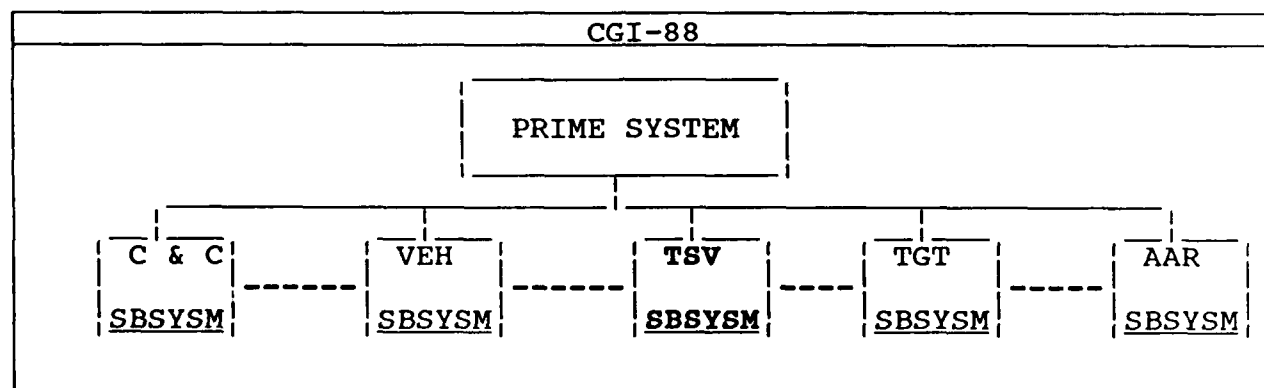 CGI-88
PRIME SYSTEM
C & C VEH TSV TGT AAR
SBSYSM SBSYSM SBSYSM SBSYSM SBSYSM